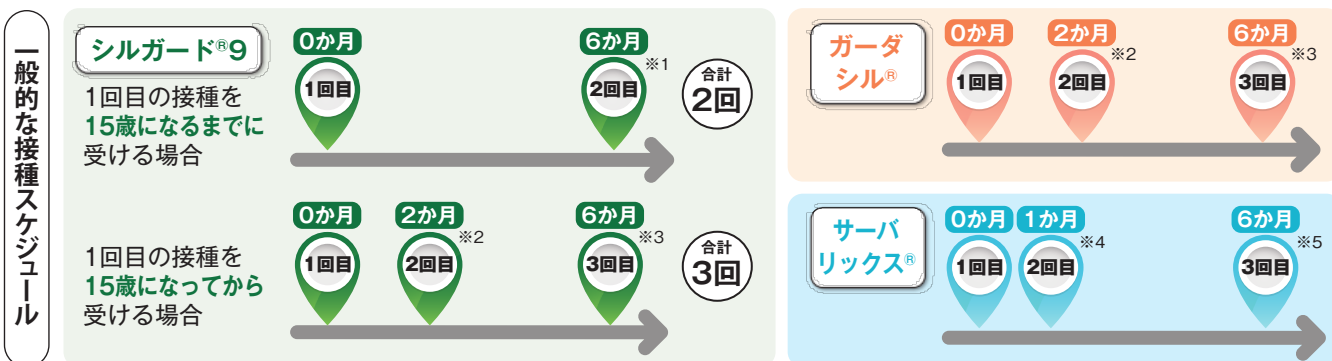 一般的な接種スケジュール
シルガード®9
1回目の接種を
15歳になるまでに
受ける場合
0か月
1回目
6か月
※1
2回目
合計
2回
1回目の接種を
15歳になってから
受ける場合
0か月
1回目
2か月
※2
2回目
6か月
※3
3回目
合計
3回
ガーダ
シル®
0か月
1回目
2か月
※2
2回目
6か月
※3
3回目
サーバ
リックス®
0か月
1回目
1か月
※4
2回目
6か月
※5
3回目